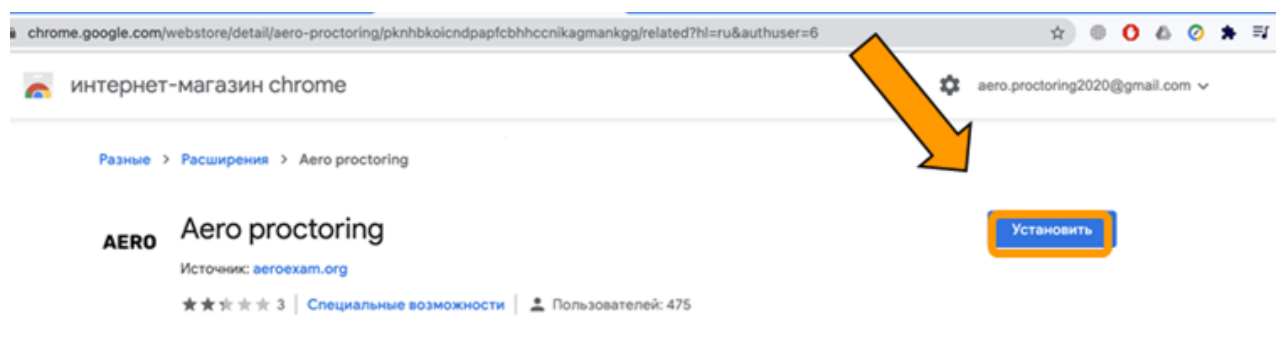 chrome.google.com/webstore/detail/aero-proctoring/pknhbkoicndpapfcbhhccnikagmankgg/related?hl=ru&authuser=6
интернет-магазин chrome
aero.proctoring2020@gmail.com
Разные > Расширения > Aero proctoring
AERO
Aero proctoring
Установить
Источник: aeroexam.org
3 | Специальные возможности | Пользователей: 475